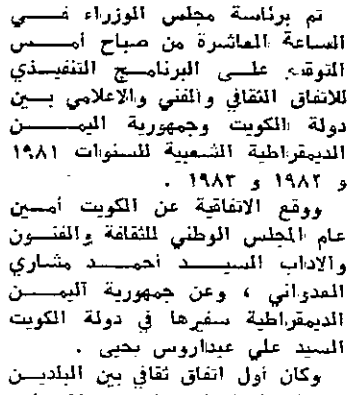 تم برئاسة مجلس الوزراء في
الساعة العاشرة من صباح أمس
التوقيع على البرنامج التنفيذي
للاتفاق الثقافي والفني والاعلامي بين
دولة الكويت وجمهورية اليمن
الديمقراطية الشعبية للسنوات ١٩٨١
و ١٩٨٢ و ١٩٨٣ .
ووقع الاتفاقية عن الكويت أمين
عام المجلس الوطني للثقافة والفنون
والاداب السيد أحمد مشاري
العدواني ، وعن جمهورية اليمن
الديمقراطية سفيرها في دولة الكويت
السيد علي عبداروس يحيى .
وكان أول اتفاق ثقافي بين البلدين